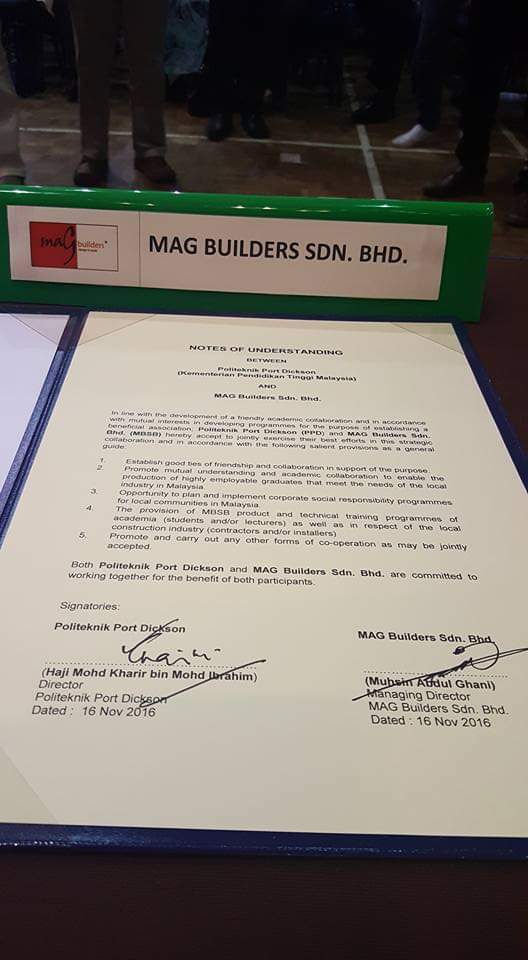 maG
builders
MAG BUILDERS SDN. BHD.
NOTES OF UNDERSTANDING
BETWEEN
Politeknik Port Dickson
(Kementerian Pendidikan Tinggi Malaysia)
AND
MAG Builders Sdn. Bhd.
In line with the development of a friendly academic collaboration and in accordance
with mutual interests in developing programmes for the purpose of establishing a
beneficial association, Politeknik Port Dickson (PPD) and MAG Builders Sdn.
Bhd. (MBSB) hereby accept to jointly exercise their best efforts in this strategic
collaboration and in accordance with the following salient provisions as a general
guide:
1. Establish good ties of friendship and collaboration in support of the purpose.
2. Promote mutual understanding and academic collaboration to enable the
production of highly employable graduates that meet the needs of the local
industry in Malaysia.
3. Opportunity to plan and implement corporate social responsibility programmes
for local communities in Malaysia.
4. The provision of MBSB product and technical training programmes of
academia (students and/or lecturers) as well as in respect of the local
construction industry (contractors and/or installers).
5. Promote and carry out any other forms of co-operation as may be jointly
accepted.
Both Politeknik Port Dickson and MAG Builders Sdn. Bhd. are committed to
working together for the benefit of both participants.
Signatories:
Politeknik Port Dickson
(Haji Mohd Kharir bin Mohd Ibrahim)
Director
Politeknik Port Dickson
Dated : 16 Nov 2016
MAG Builders Sdn. Bhd.
(Muhsin Abdul Ghani)
Managing Director
MAG Builders Sdn. Bhd.
Dated : 16 Nov 2016